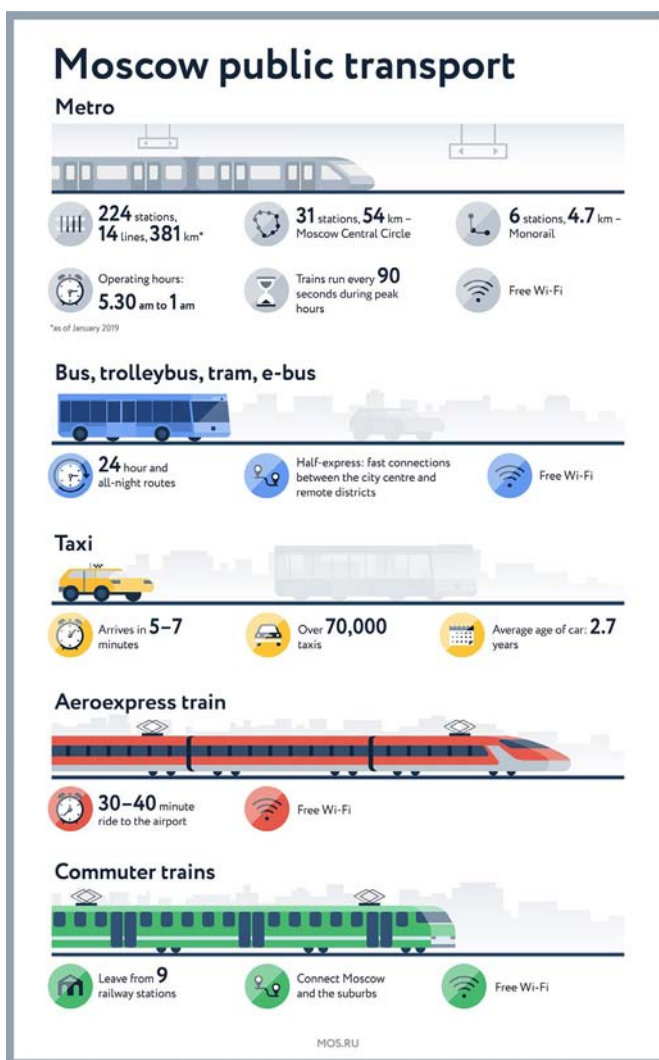 Moscow public transport
Metro
224 stations,
14 lines, 381 km*
31 stations, 54 km –
Moscow Central Circle
6 stations, 4.7 km –
Monorail
Operating hours:
5.30 am to 1 am
Trains run every 90
seconds during peak
hours
Free Wi-Fi
*as of January 2019
Bus, trolleybus, tram, e-bus
24 hour and
all-night routes
Half-express: fast connections
between the city centre and
remote districts
Free Wi-Fi
Taxi
Arrives in 5–7
minutes
Over 70,000
taxis
Average age of car: 2.7
years
Aeroexpress train
30–40 minute
ride to the airport
Free Wi-Fi
Commuter trains
Leave from 9
railway stations
Connect Moscow
and the suburbs
Free Wi-Fi
MOS.RU